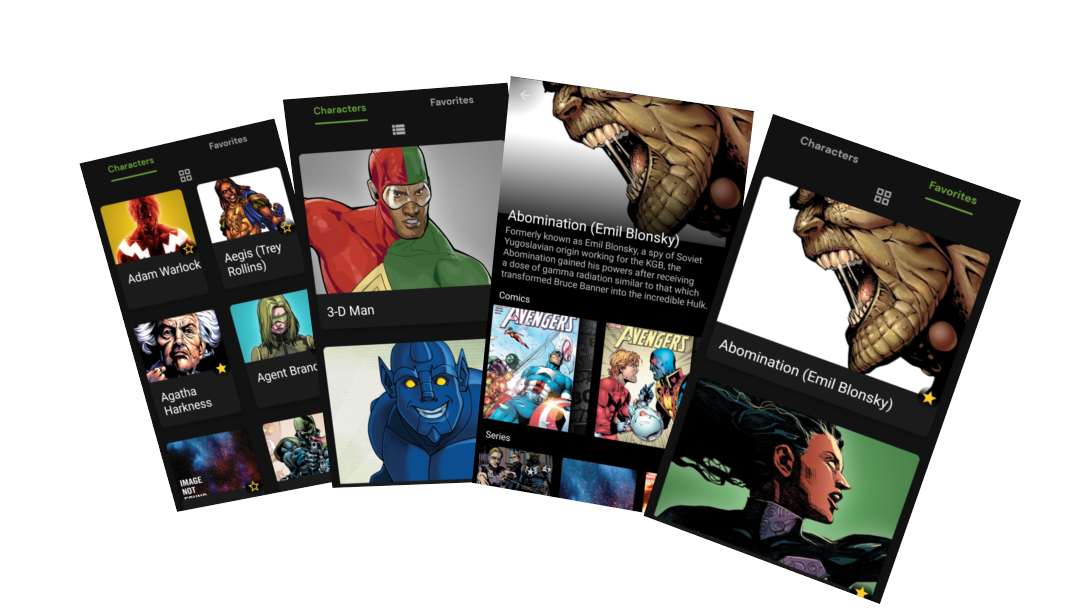 Characters
Favorites
Adam Warlock
Aegis (Trey
Rollins)
Agatha
Harkness
Agent Brand
IMAGE
NOT
FOUND
Characters
Favorites
3-D Man
Abomination (Emil Blonsky)
Formerly known as Emil Blonsky, a spy of Soviet
Yugoslavian origin working for the KGB, the
Abomination gained his powers after receiving
a dose of gamma radiation similar to that which
transformed Bruce Banner into the incredible Hulk.
Comics
AVENGERS
AVENGERS
Series
Characters
Favorites
Abomination (Emil Blonsky)